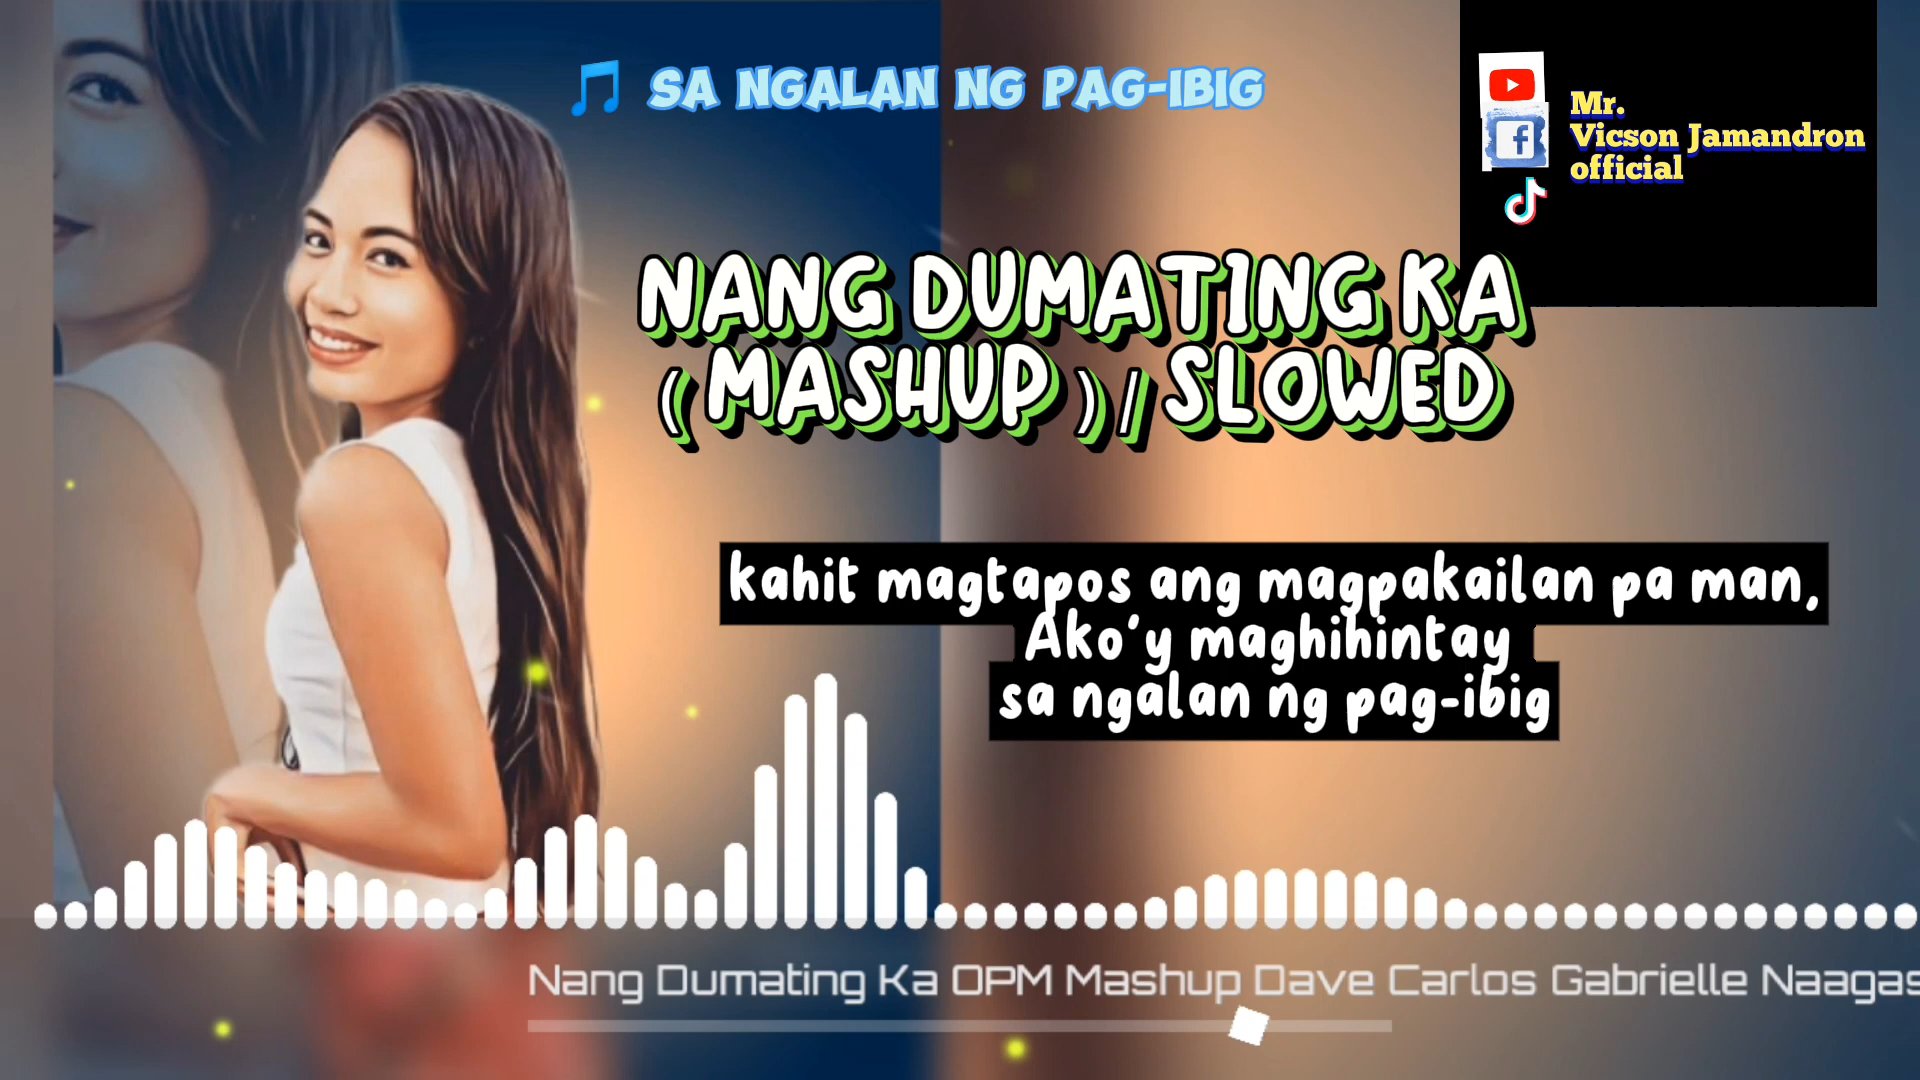 SA NGALAN NG PAG-IBIG
Mr.
Vicson Jamandron
official
NANG DUMATING KA
( MASHUP ) / SLOWED
kahit magtapos ang magpakailan pa man,
Ako'y maghihintay
sa ngalan ng pag-ibig
Nang Dumating Ka OPM Mashup Dave Carlos Gabrielle Naagas